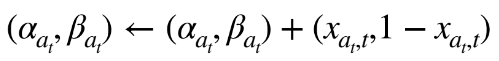 (α_{a_t}, β_{a_t}) ← (α_{a_t}, β_{a_t}) + (x_{a_t,t}, 1 − x_{a_t,t})